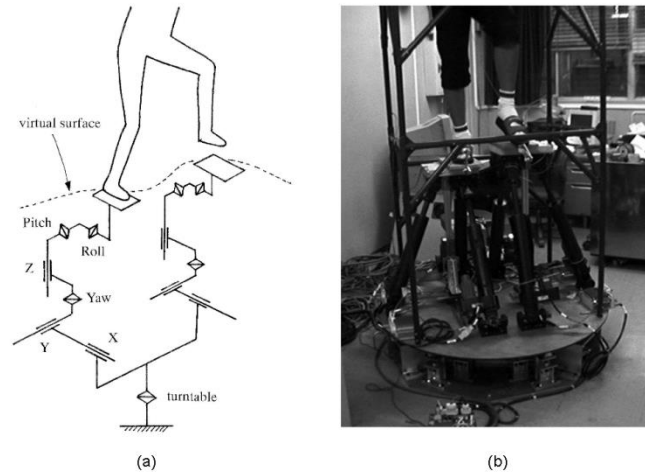 virtual surface
Pitch
Roll
Z
Yaw
Y
X
turntable
(a)
(b)